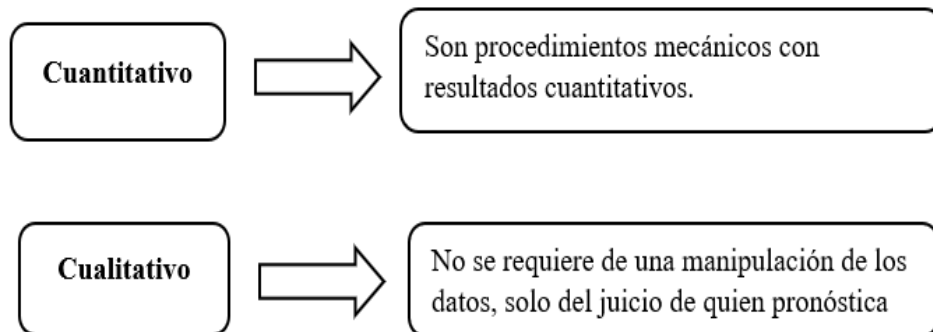 Cuantitativo
Son procedimientos mecánicos con
resultados cuantitativos.
Cualitativo
No se requiere de una manipulación de los
datos, solo del juicio de quien pronóstica